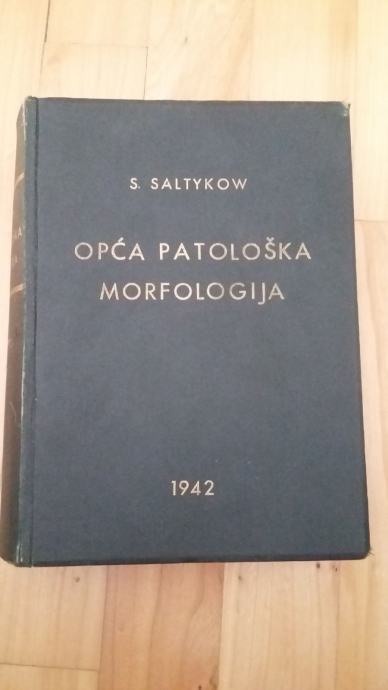 S. SALTYKOW
OPĆA PATOLOŠKA
MORFOLOGIJA
1942